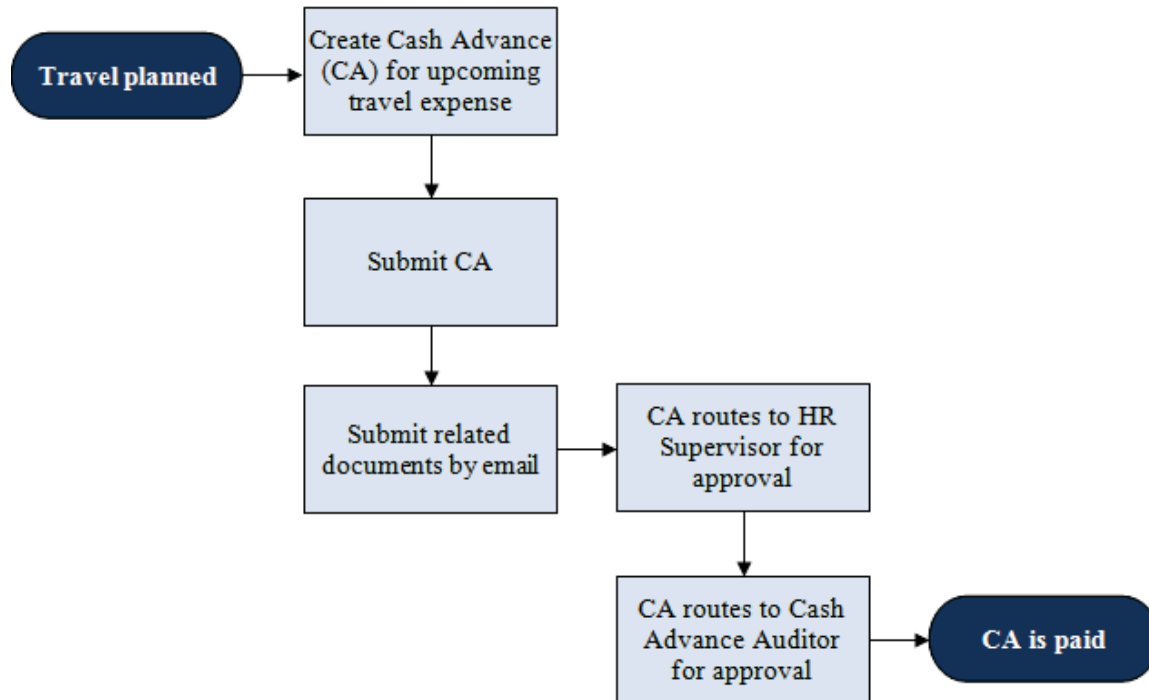 Travel planned
Create Cash Advance
(CA) for upcoming
travel expense
Submit CA
Submit related
documents by email
CA routes to HR
Supervisor for
approval
CA routes to Cash
Advance Auditor
for approval
CA is paid